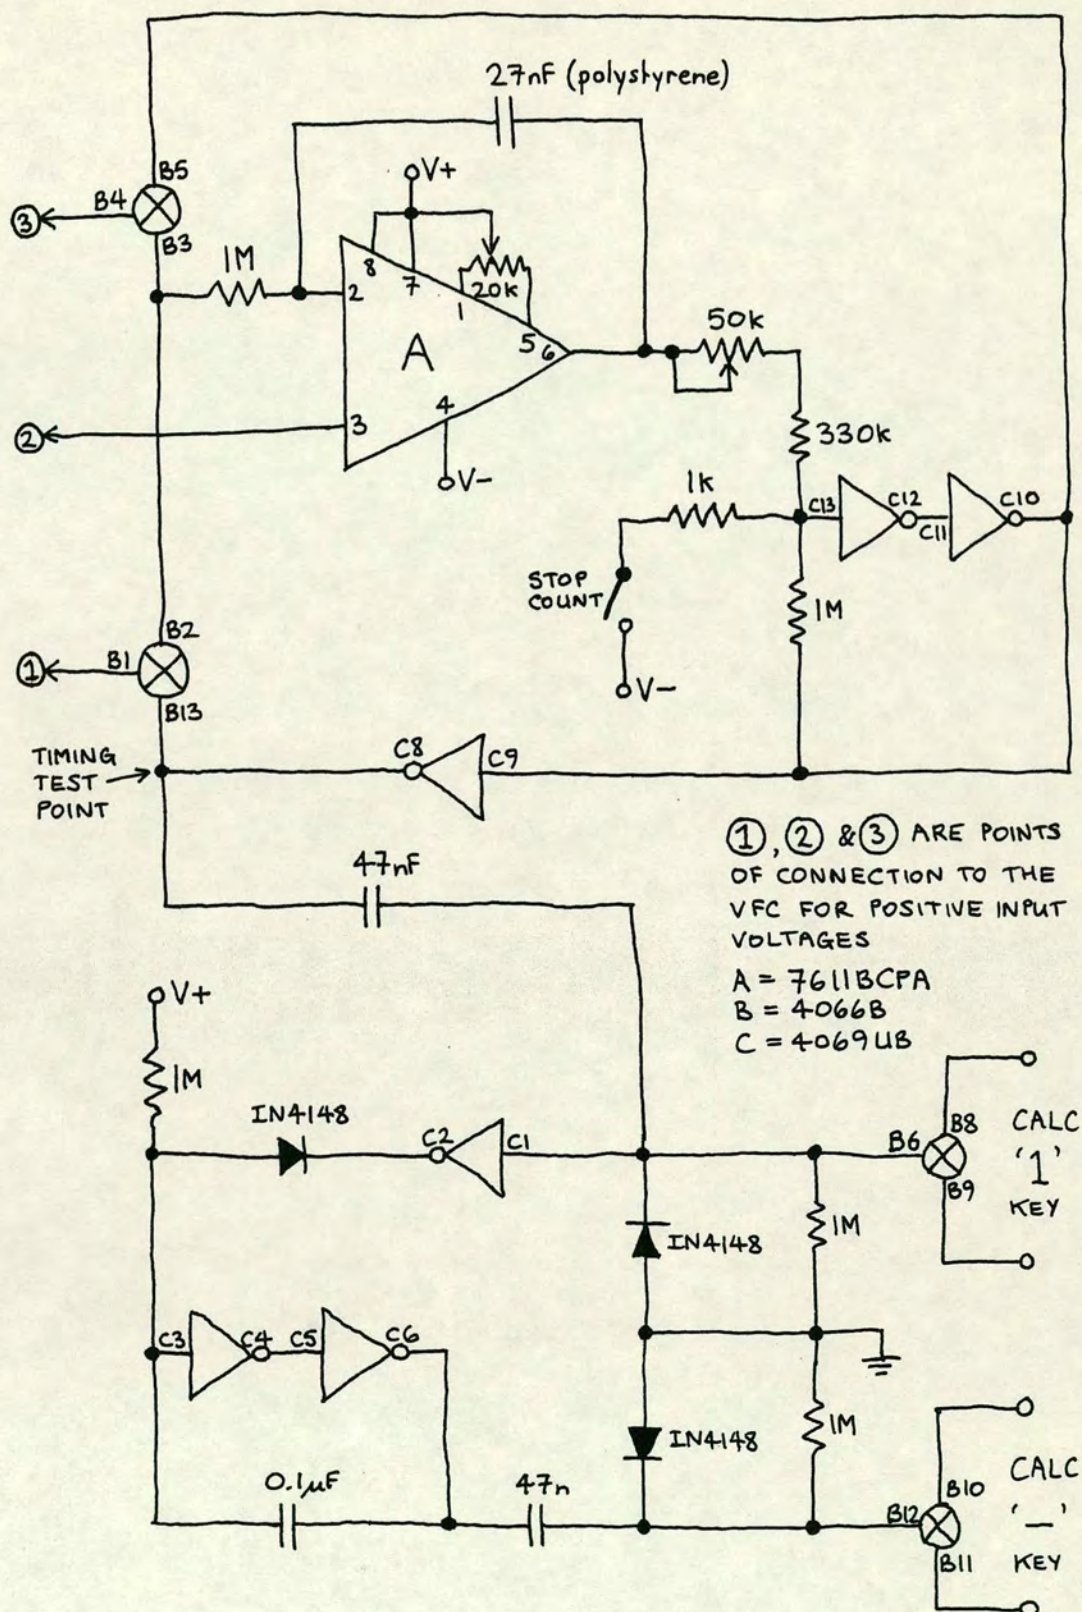 27nF (polystyrene)
B5
V+
B4
③
B3
1M
8
7
20k
2
1
50k
5
6
A
4
3
②
330k
V-
1k
C13
C12
C10
C11
STOP
COUNT
1M
B2
B1
①
V-
B13
C8
C9
TIMING
TEST
POINT
①, ② & ③ ARE POINTS
OF CONNECTION TO THE
VFC FOR POSITIVE INPUT
VOLTAGES
A = 7611BCPA
B = 4066B
C = 4069UB
47nF
V+
1M
IN4148
C2
C1
B6
B8
B9
CALC
'1'
KEY
IN4148
1M
C3
C4
C5
C6
IN4148
1M
0.1µF
47n
B10
B12
B11
CALC
'—'
KEY